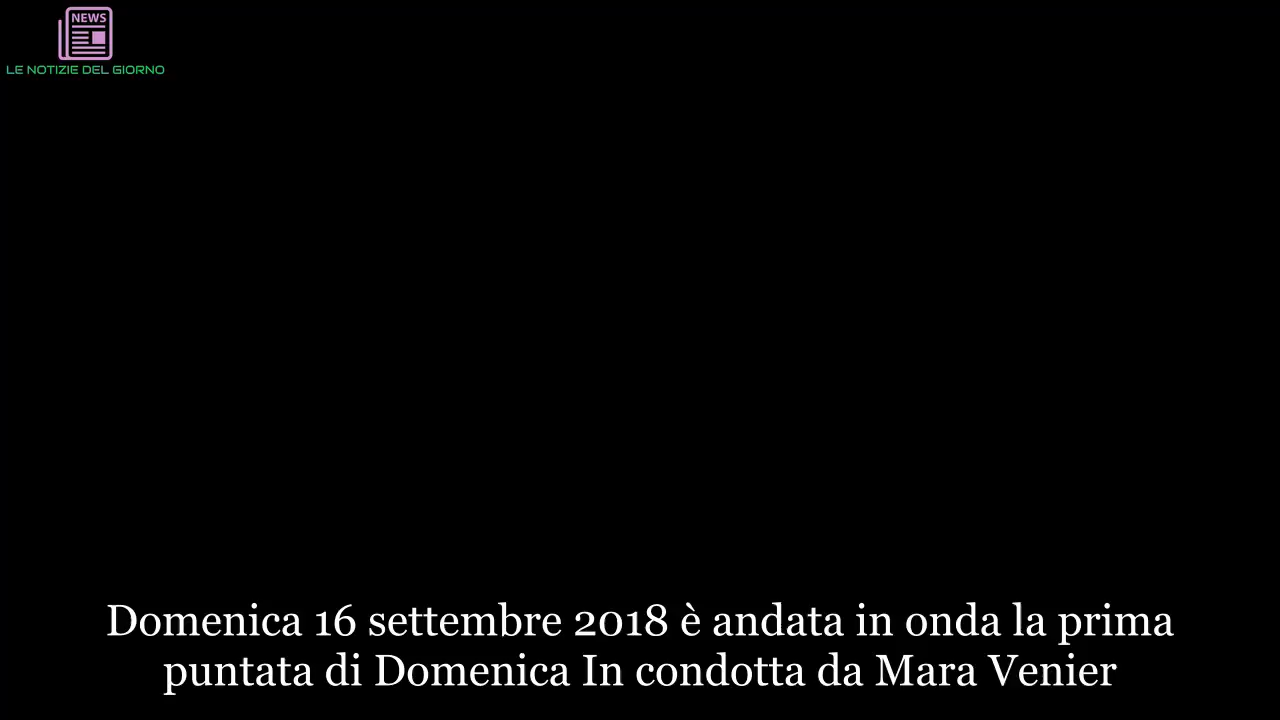 NEWS
LE NOTIZIE DEL GIORNO
Domenica 16 settembre 2018 è andata in onda la prima
puntata di Domenica In condotta da Mara Venier